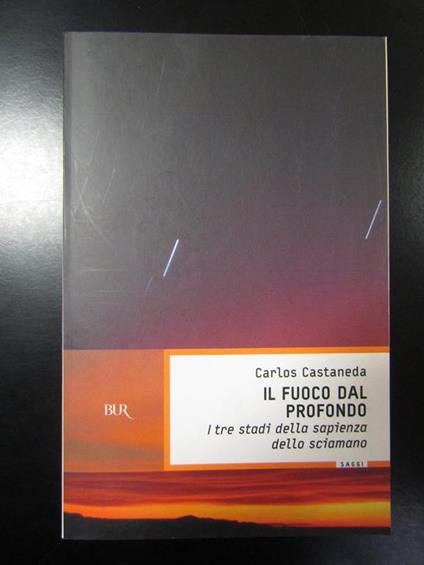 Carlos Castaneda
IL FUOCO DAL
PROFONDO
I tre stadi della sapienza
dello sciamano
BUR
SAGGI